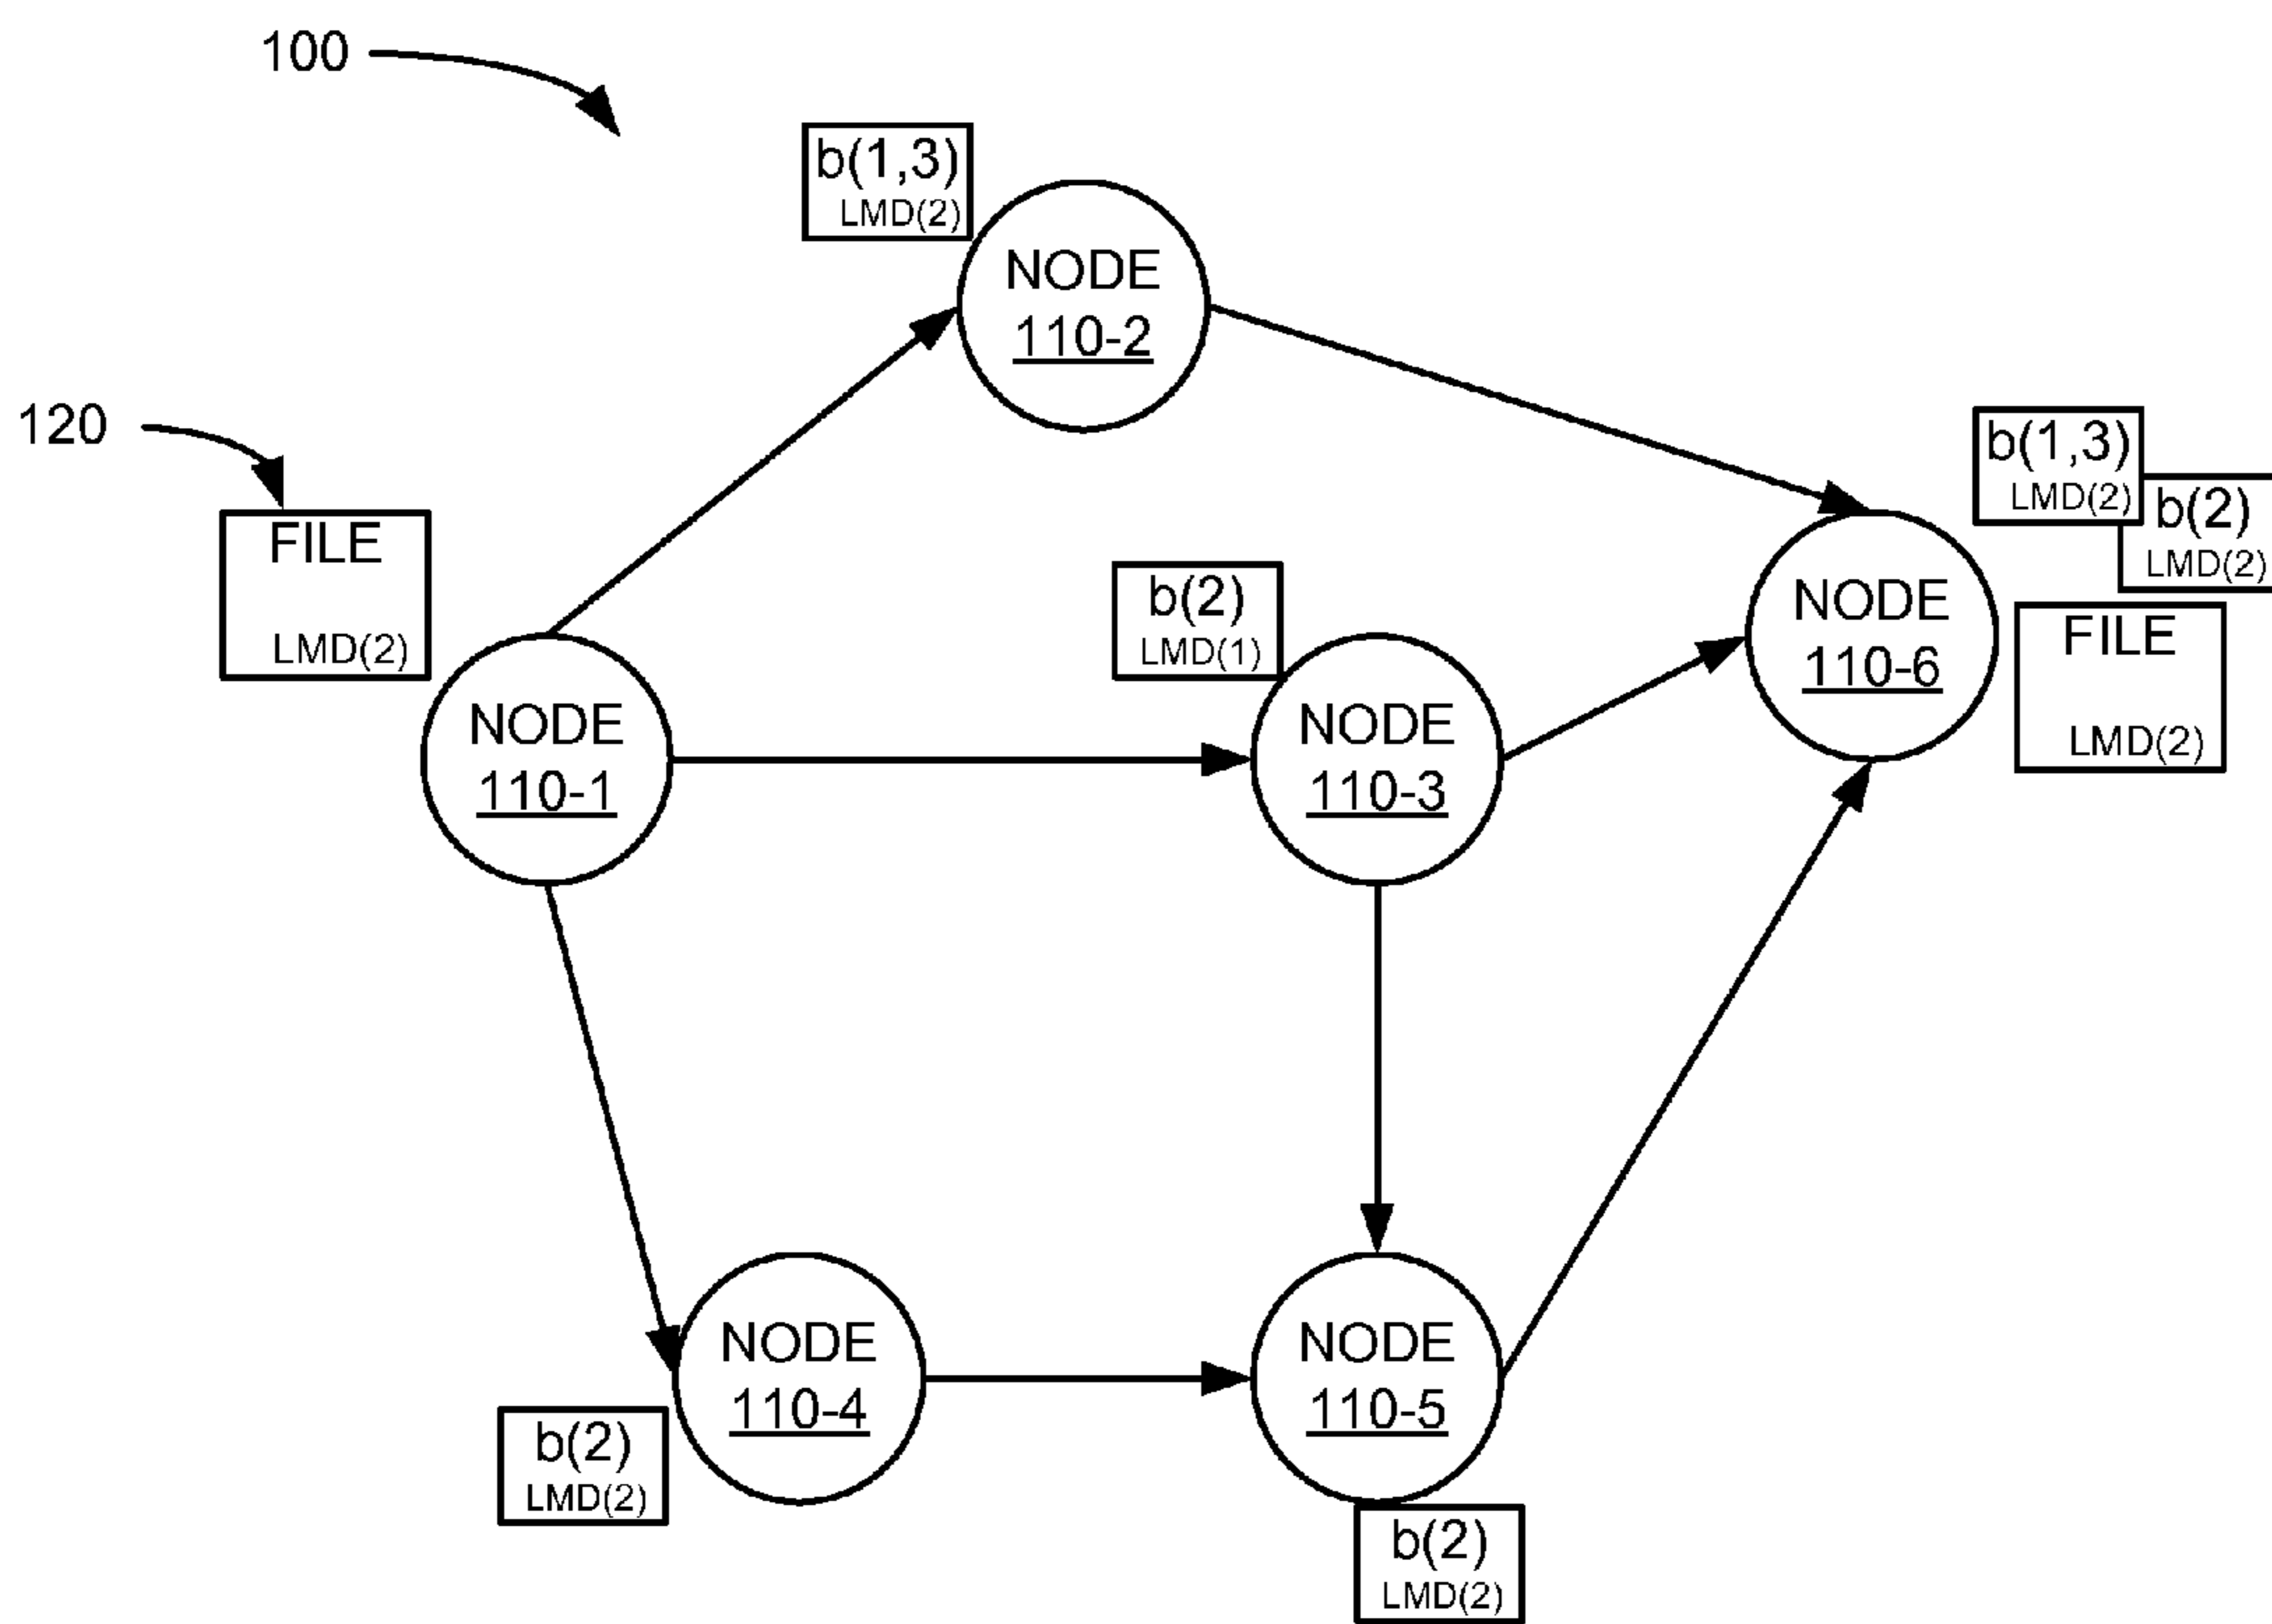 100
b(1,3)
LMD(2)
NODE
110-2
120
FILE
LMD(2)
b(1,3)
LMD(2)
b(2)
LMD(2)
b(2)
LMD(1)
NODE
110-6
FILE
LMD(2)
NODE
110-1
NODE
110-3
NODE
110-4
b(2)
LMD(2)
NODE
110-5
b(2)
LMD(2)